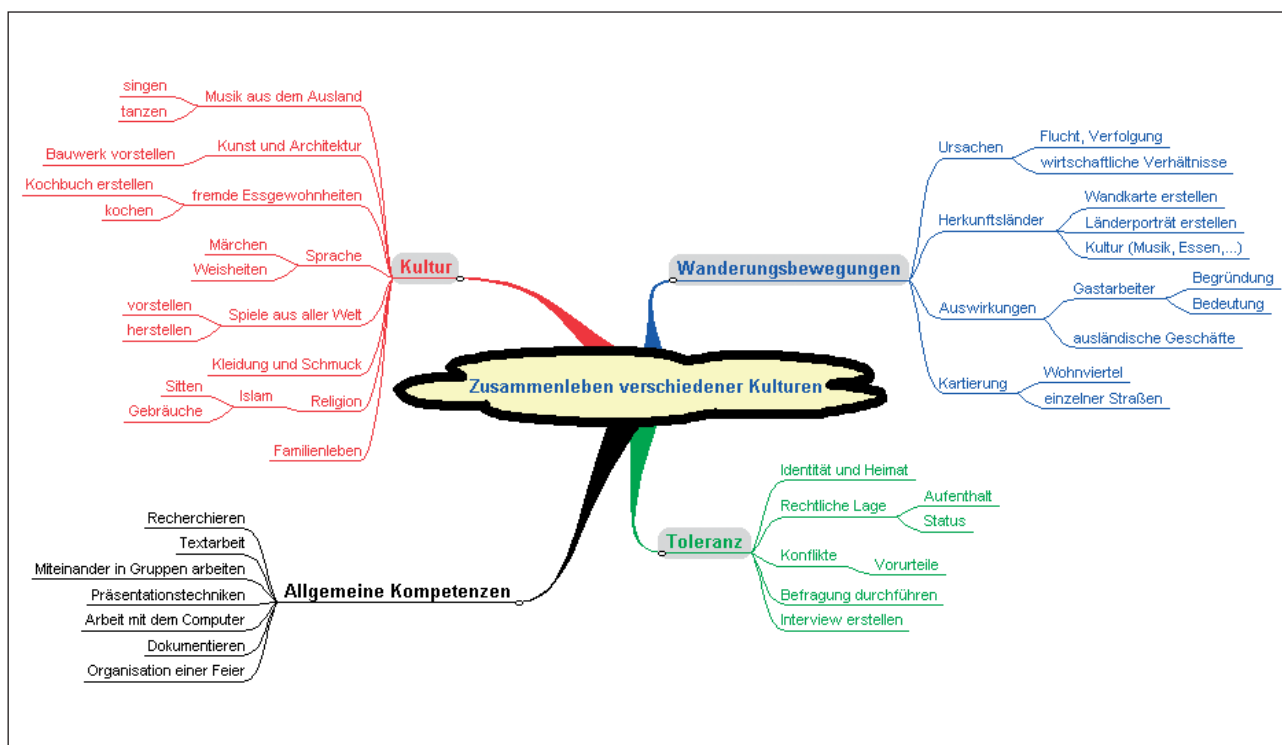 singen
tanzen
Musik aus dem Ausland
Bauwerk vorstellen
Kunst und Architektur
Kochbuch erstellen
kochen
fremde Essgewohnheiten
Märchen
Weisheiten
Sprache
vorstellen
herstellen
Spiele aus aller Welt
Kleidung und Schmuck
Sitten
Gebräuche
Islam
Religion
Familienleben
Kultur
Wanderungsbewegungen
Ursachen
Flucht, Verfolgung
wirtschaftliche Verhältnisse
Herkunftsländer
Wandkarte erstellen
Länderporträt erstellen
Kultur (Musik, Essen,...)
Auswirkungen
Gastarbeiter
Begründung
Bedeutung
ausländische Geschäfte
Kartierung
Wohnviertel
einzelner Straßen
Zusammenleben verschiedener Kulturen
Recherchieren
Textarbeit
Miteinander in Gruppen arbeiten
Präsentationstechniken
Arbeit mit dem Computer
Dokumentieren
Organisation einer Feier
Allgemeine Kompetenzen
Toleranz
Identität und Heimat
Rechtliche Lage
Aufenthalt
Status
Konflikte
Vorurteile
Befragung durchführen
Interview erstellen